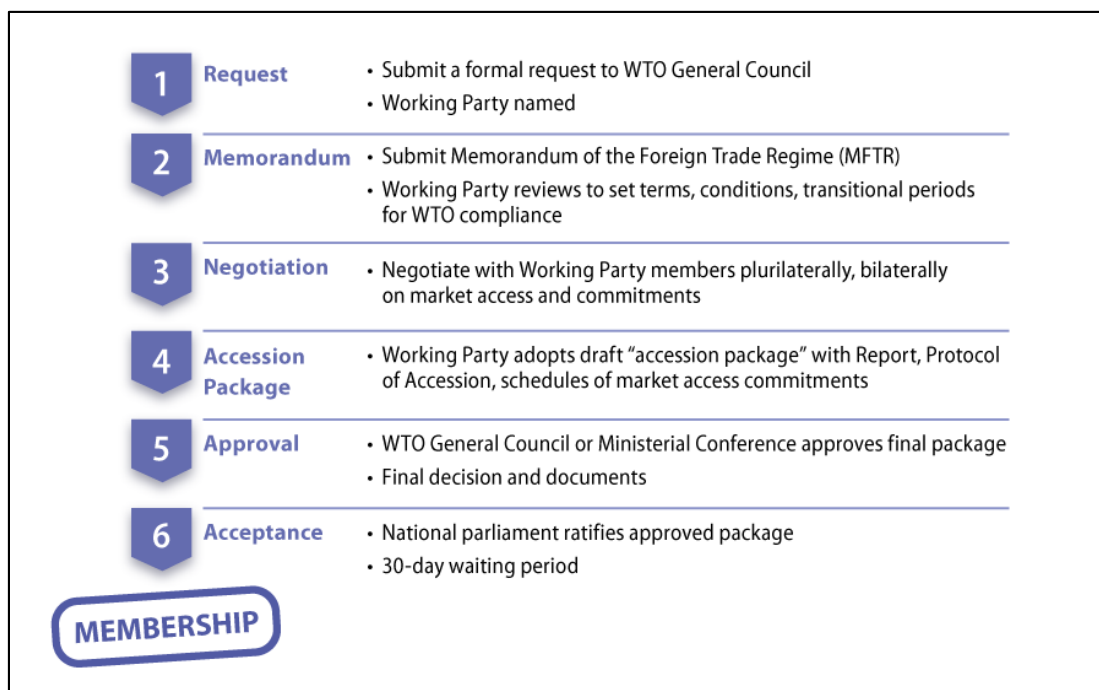 1
Request
• Submit a formal request to WTO General Council
• Working Party named
2
Memorandum
• Submit Memorandum of the Foreign Trade Regime (MFTR)
• Working Party reviews to set terms, conditions, transitional periods
for WTO compliance
3
Negotiation
• Negotiate with Working Party members plurilaterally, bilaterally
on market access and commitments
4
Accession
Package
• Working Party adopts draft “accession package” with Report, Protocol
of Accession, schedules of market access commitments
5
Approval
• WTO General Council or Ministerial Conference approves final package
• Final decision and documents
6
Acceptance
• National parliament ratifies approved package
• 30-day waiting period
MEMBERSHIP